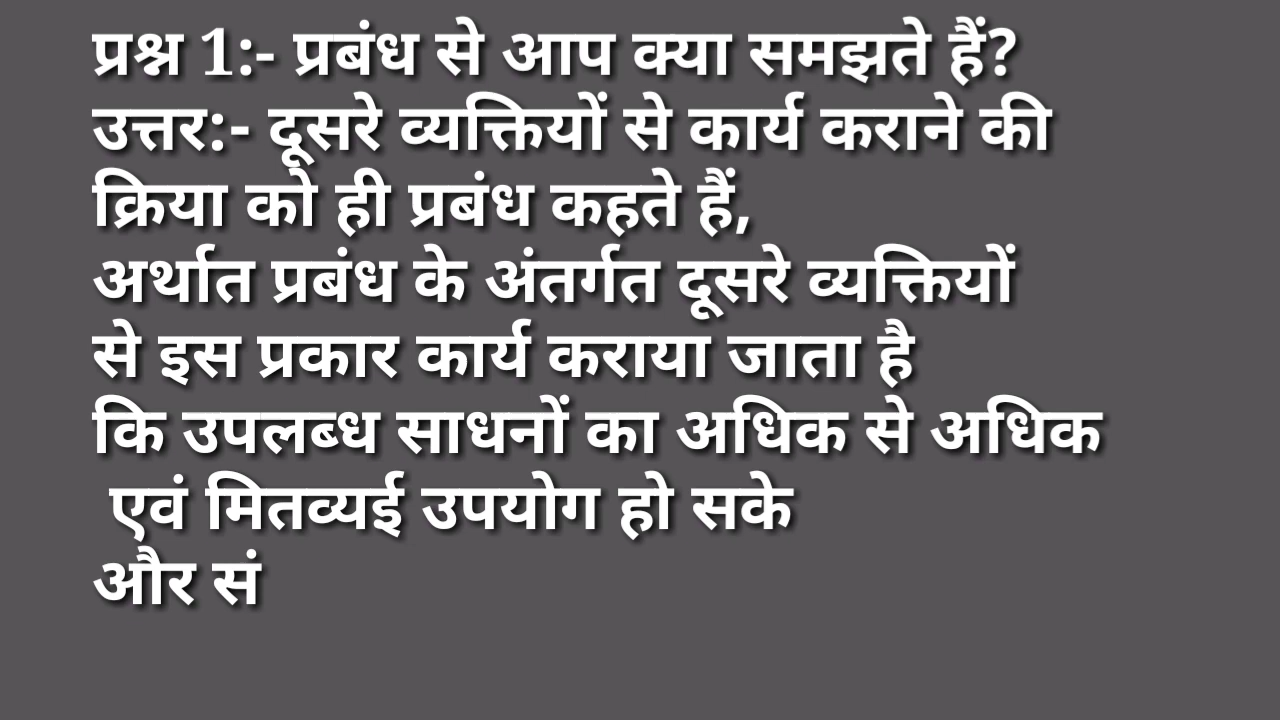 प्रश्न 1:- प्रबंध से आप क्या समझते हैं?
उत्तर:- दूसरे व्यक्तियों से कार्य कराने की
क्रिया को ही प्रबंध कहते हैं,
अर्थात प्रबंध के अंतर्गत दूसरे व्यक्तियों
से इस प्रकार कार्य कराया जाता है
कि उपलब्ध साधनों का अधिक से अधिक
एवं मितव्यई उपयोग हो सके
और सं